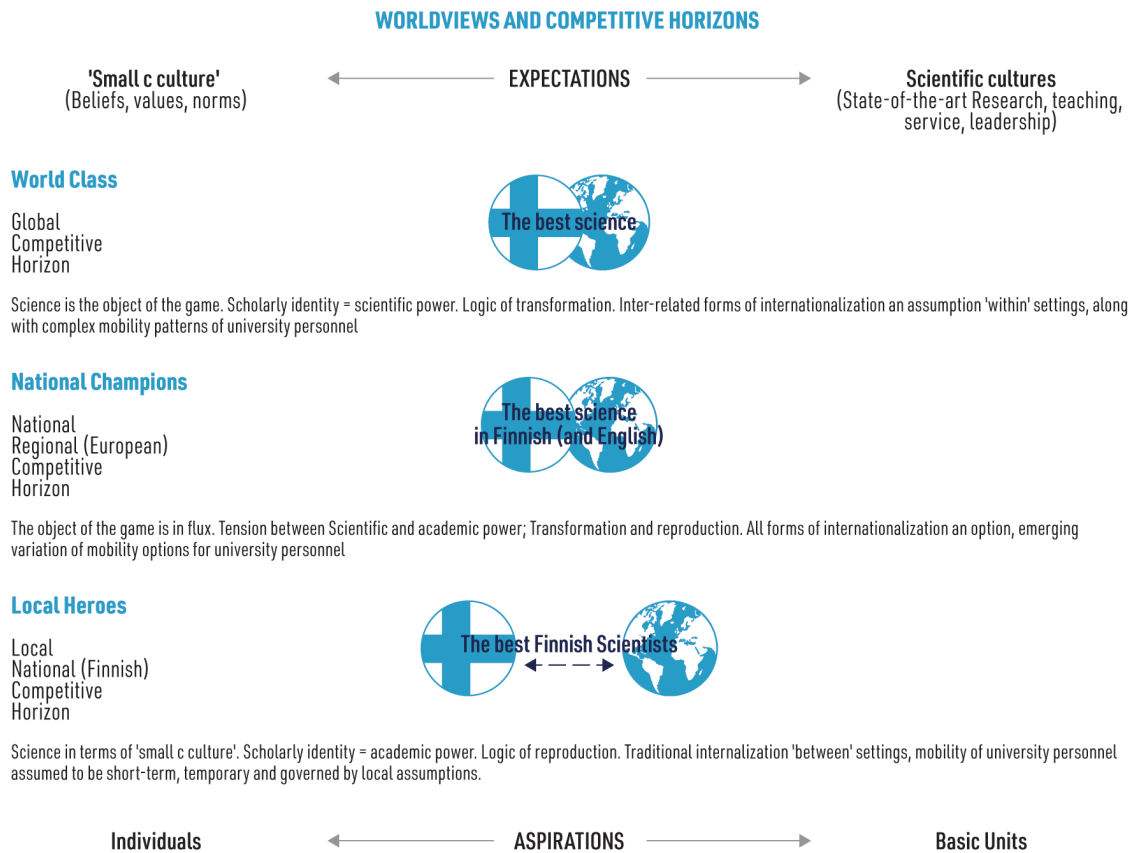 WORLDVIEWS AND COMPETITIVE HORIZONS
'Small c culture'
(Beliefs, values, norms)
EXPECTATIONS
Scientific cultures
(State-of-the-art Research, teaching,
service, leadership)
World Class
Global
Competitive
Horizon
The best science
Science is the object of the game. Scholarly identity = scientific power. Logic of transformation. Inter-related forms of internationalization an assumption 'within' settings, along
with complex mobility patterns of university personnel
National Champions
National
Regional (European)
Competitive
Horizon
The best science
in Finnish (and English)
The object of the game is in flux. Tension between Scientific and academic power; Transformation and reproduction. All forms of internationalization an option, emerging
variation of mobility options for university personnel
Local Heroes
Local
National (Finnish)
Competitive
Horizon
The best Finnish Scientists
Science in terms of 'small c culture'. Scholarly identity = academic power. Logic of reproduction. Traditional internalization 'between' settings, mobility of university personnel
assumed to be short-term, temporary and governed by local assumptions.
Individuals
ASPIRATIONS
Basic Units